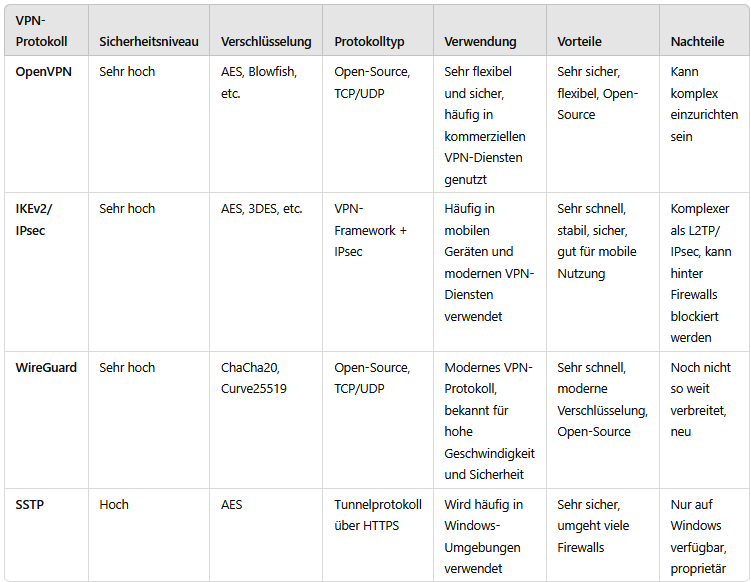 VPN-
Protokoll
Sicherheitsniveau
Verschlüsselung
Protokolltyp
Verwendung
Vorteile
Nachteile
OpenVPN
Sehr hoch
AES, Blowfish,
etc.
Open-Source,
TCP/UDP
Sehr flexibel
und sicher,
häufig in
kommerziellen
VPN-Diensten
genutzt
Sehr sicher,
flexibel, Open-
Source
Kann
komplex
einzurichten
sein
IKEv2/
IPsec
Sehr hoch
AES, 3DES, etc.
VPN-
Framework +
IPsec
Häufig in
mobilen
Geräten und
modernen VPN-
Diensten
verwendet
Sehr schnell,
stabil, sicher,
gut für mobile
Nutzung
Komplexer
als L2TP/
IPsec, kann
hinter
Firewalls
blockiert
werden
WireGuard
Sehr hoch
ChaCha20,
Curve25519
Open-Source,
TCP/UDP
Modernes VPN-
Protokoll,
bekannt für
hohe
Geschwindigkeit
und Sicherheit
Sehr schnell,
moderne
Verschlüsselung,
Open-Source
Noch nicht
so weit
verbreitet,
neu
SSTP
Hoch
AES
Tunnelprotokoll
über HTTPS
Wird häufig in
Windows-
Umgebungen
verwendet
Sehr sicher,
umgeht viele
Firewalls
Nur auf
Windows
verfügbar,
proprietär